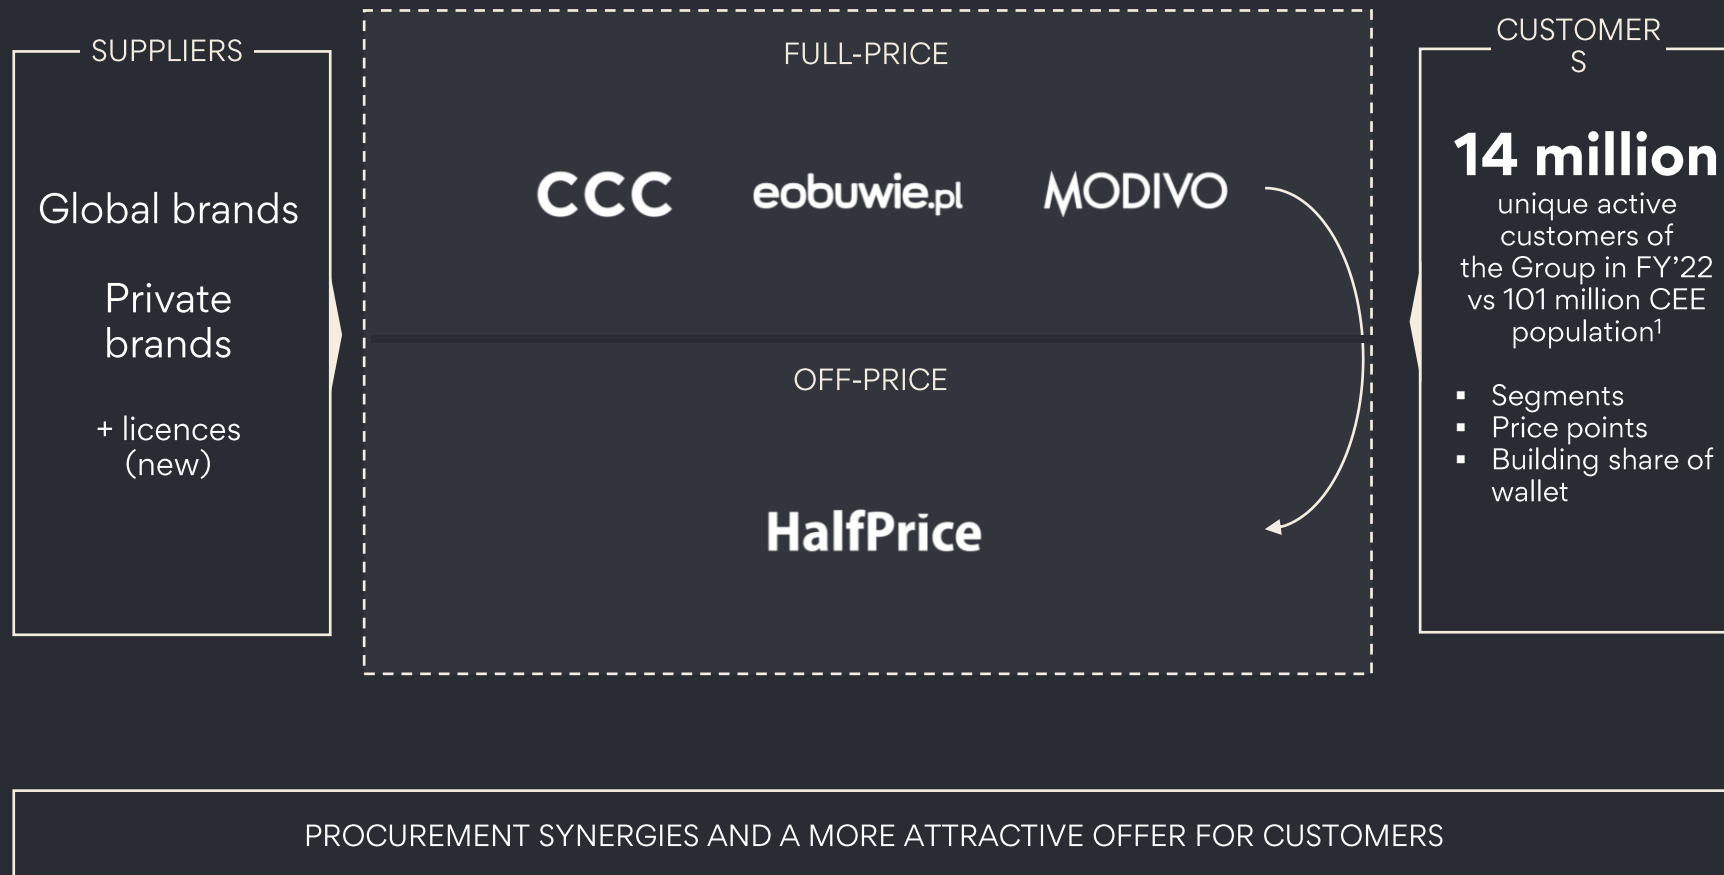 SUPPLIERS
Global brands
Private
brands
+ licences
(new)
FULL-PRICE
CCC
eobuwie.pl
MODIVO
OFF-PRICE
HalfPrice
CUSTOMER
S
14 million
unique active
customers of
the Group in FY’22
vs 101 million CEE
population¹
▪ Segments
▪ Price points
▪ Building share of
wallet
PROCUREMENT SYNERGIES AND A MORE ATTRACTIVE OFFER FOR CUSTOMERS